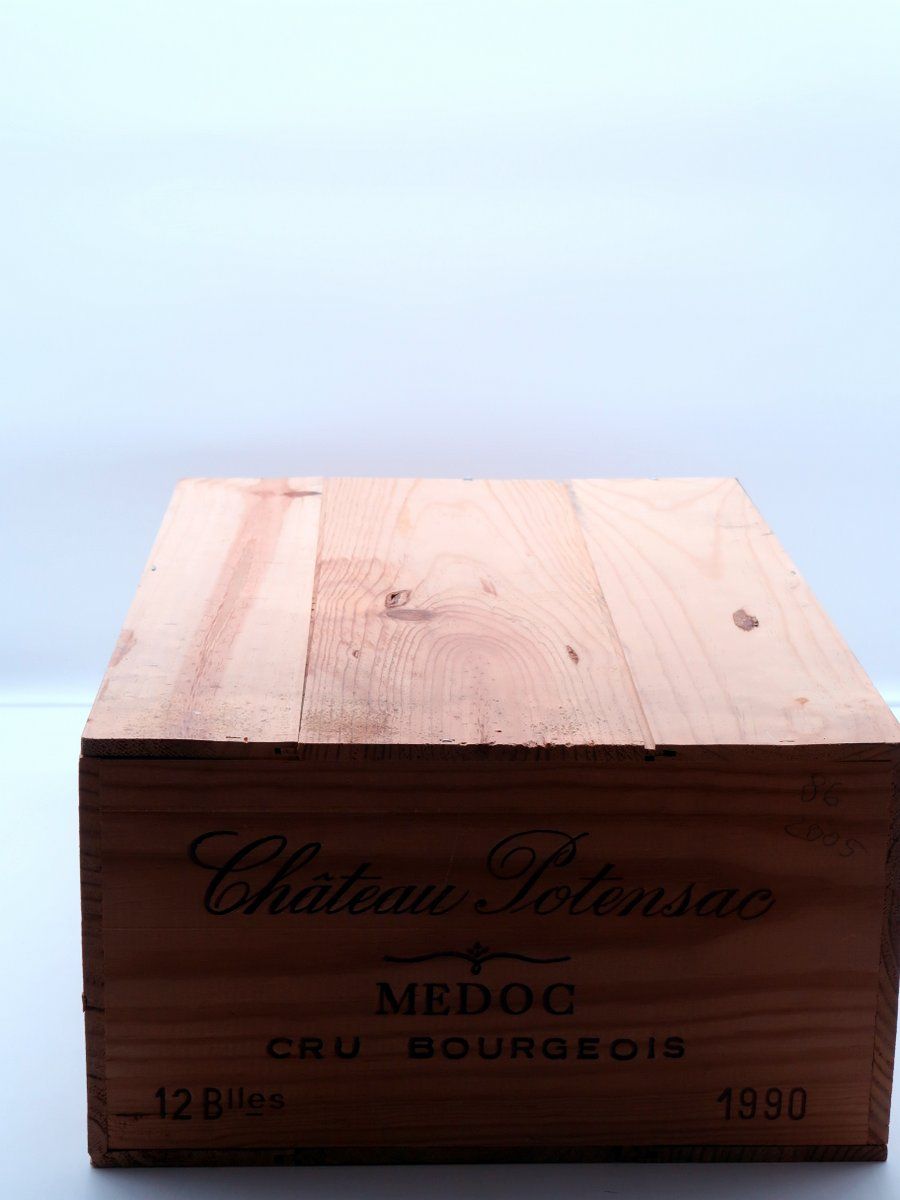 86
2005
Château Potensac
MEDOC
CRU BOURGEOIS
12 Blles 1990